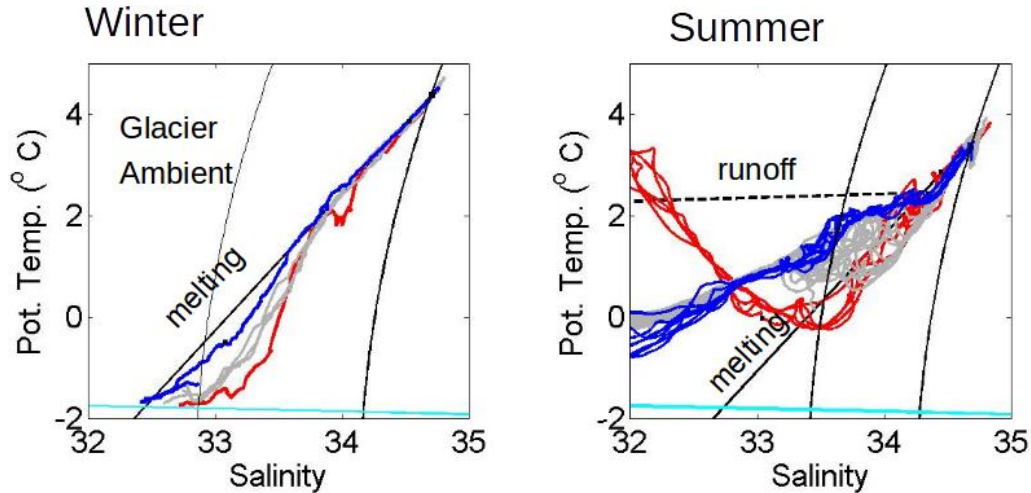 Winter
Summer
4
2
0
-2
32
33
34
35
Pot. Temp. (° C)
Salinity
Glacier
Ambient
melting
4
2
0
-2
32
33
34
35
Pot. Temp. (° C)
Salinity
runoff
melting